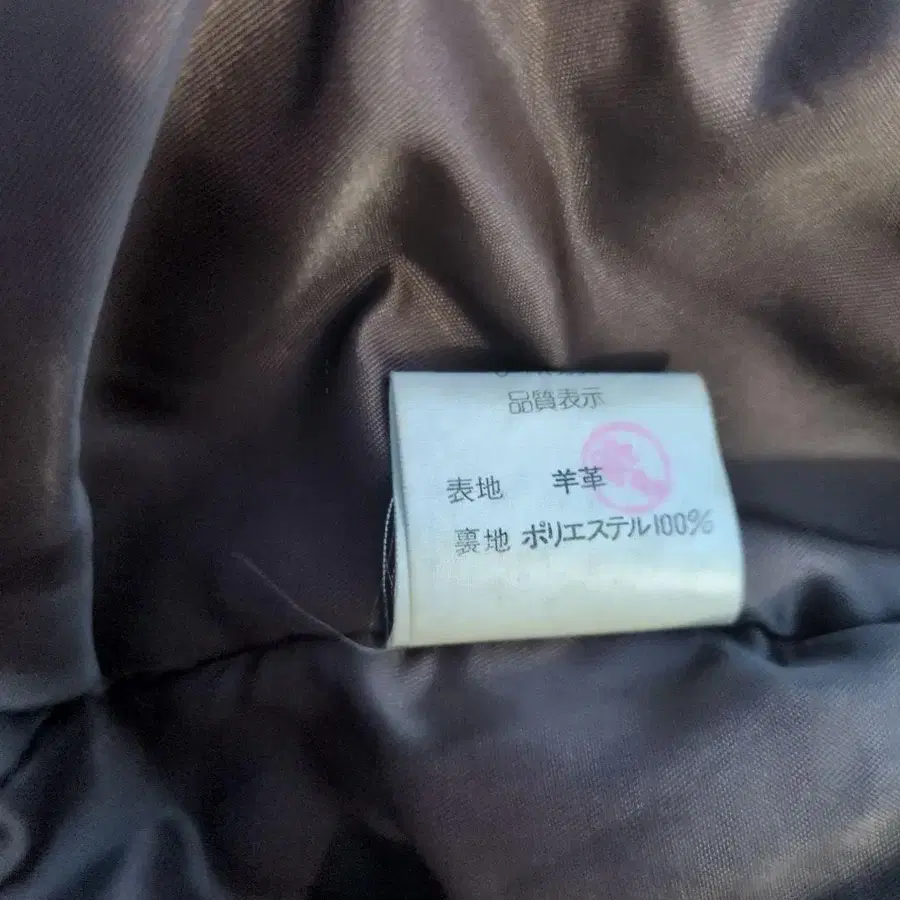 品質表示
表地 羊革
裏地 ポリエステル100%